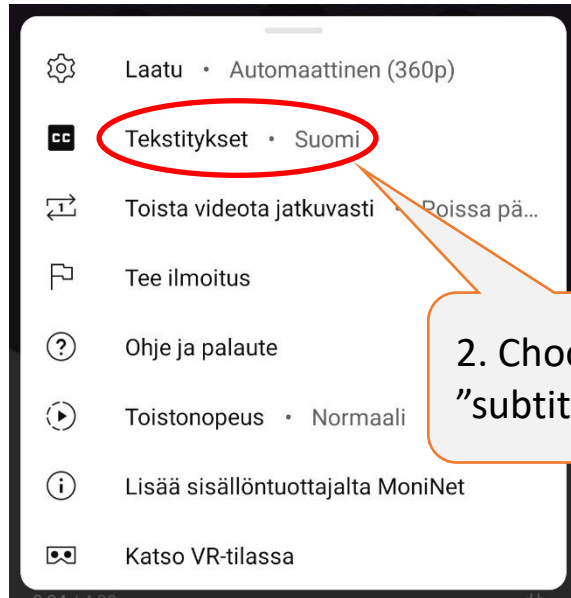 Laatu • Automaattinen (360p)
CC Tekstitykset • Suomi
Toista videota jatkuvasti • Poissa pä...
Tee ilmoitus
? Ohje ja palaute
2. Choo
”subtit
Toistonopeus • Normaali
i Lisää sisällöntuottajalta MoniNet
Katso VR-tilassa